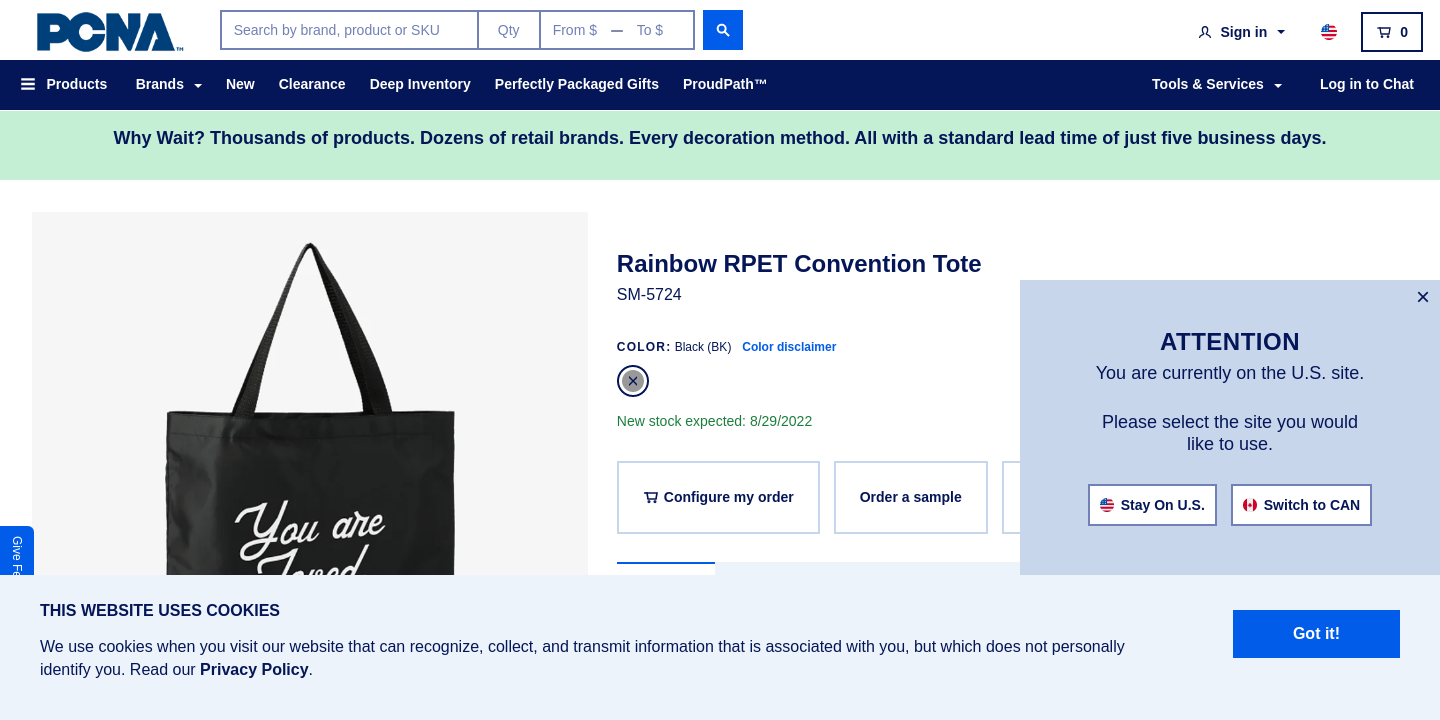 PCNA™
Search by brand, product or SKU
Qty
From $ — To $
Sign in
0
Products
Brands
New
Clearance
Deep Inventory
Perfectly Packaged Gifts
ProudPath™
Tools & Services
Log in to Chat
Why Wait? Thousands of products. Dozens of retail brands. Every decoration method. All with a standard lead time of just five business days.
Rainbow RPET Convention Tote
SM-5724
COLOR: Black (BK) Color disclaimer
New stock expected: 8/29/2022
Configure my order
Order a sample
You are
ATTENTION
You are currently on the U.S. site.
Please select the site you would
like to use.
Stay On U.S.
Switch to CAN
Give
THIS WEBSITE USES COOKIES
We use cookies when you visit our website that can recognize, collect, and transmit information that is associated with you, but which does not personally
identify you. Read our Privacy Policy.
Got it!